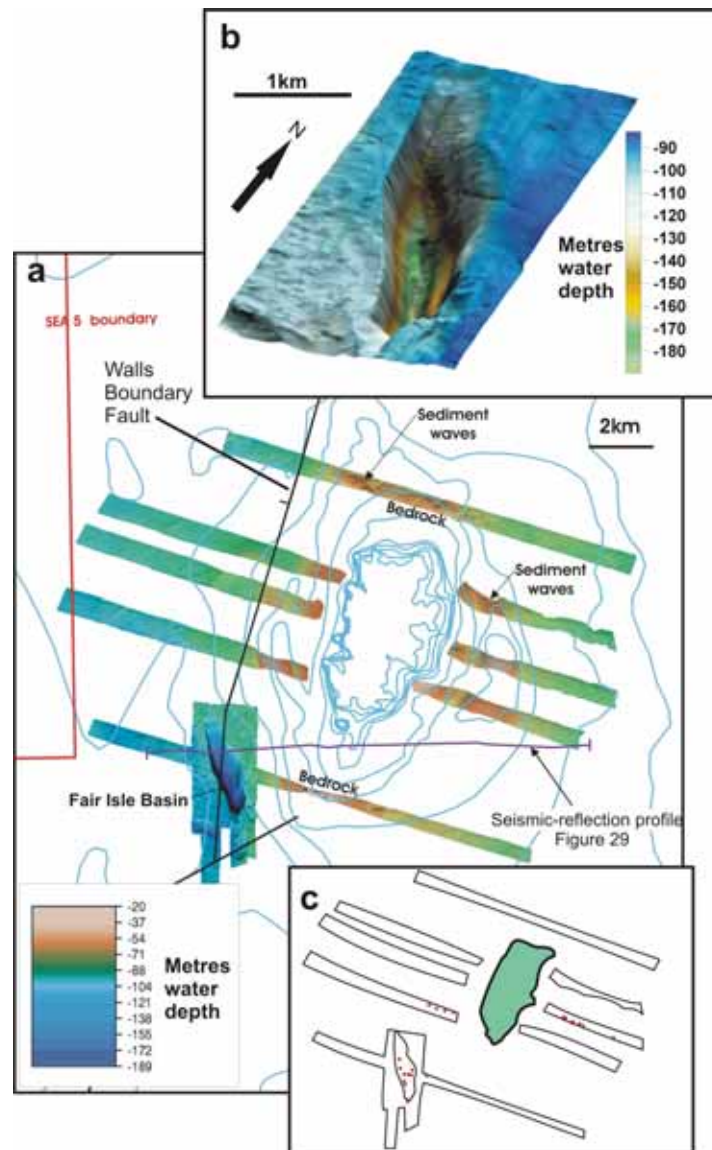 b
1km
N
-90
-100
-110
-120
-130
-140
-150
-160
-170
-180
Metres
water
depth
a
SEA 5 boundary
Walls
Boundary
Fault
Sediment
waves
2km
Bedrock
Sediment
waves
Fair Isle Basin
Bedrock
Seismic-reflection profile
Figure 29
-20
-37
-54
-71
-88
-104
-121
-138
-155
-172
-189
Metres
water
depth
c